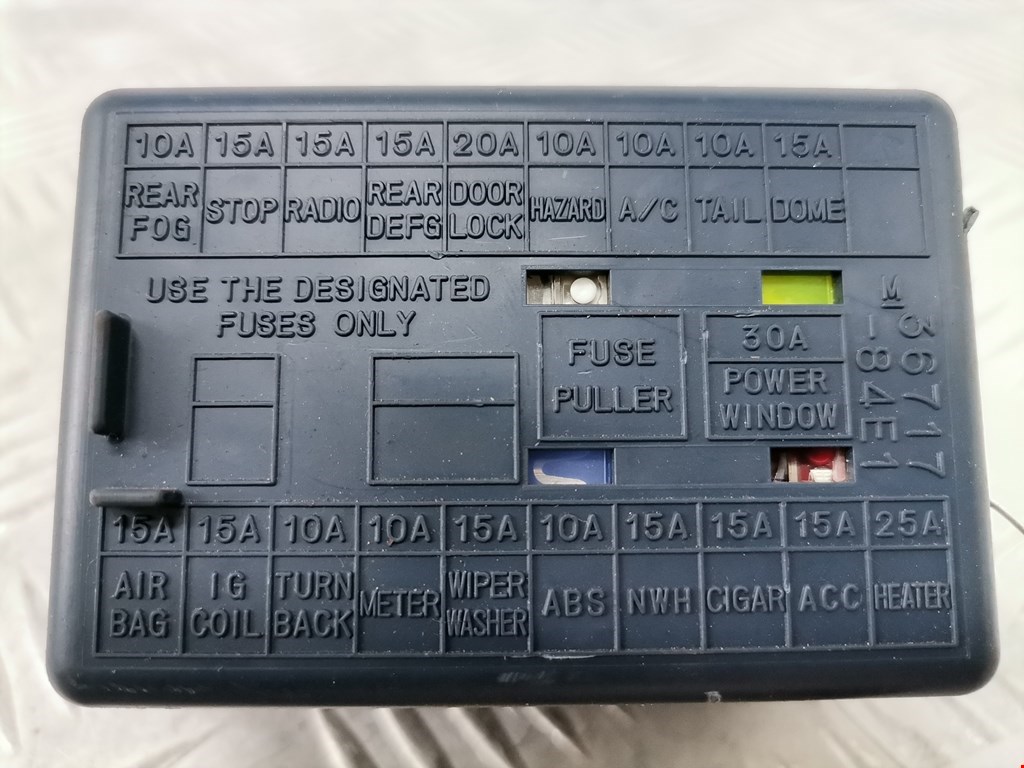 10A 15A 15A 15A 20A 10A 10A 10A 15A
REAR FOG STOP RADIO REAR DEFG DOOR LOCK HAZARD A/C TAIL DOME
USE THE DESIGNATED
FUSES ONLY
FUSE
PULLER
30A
POWER
WINDOW
M 36717
-84E1
15A 15A 10A 10A 15A 10A 15A 15A 15A 25A
AIR BAG IG COIL TURN BACK METER WIPER WASHER ABS NWH CIGAR ACC HEATER